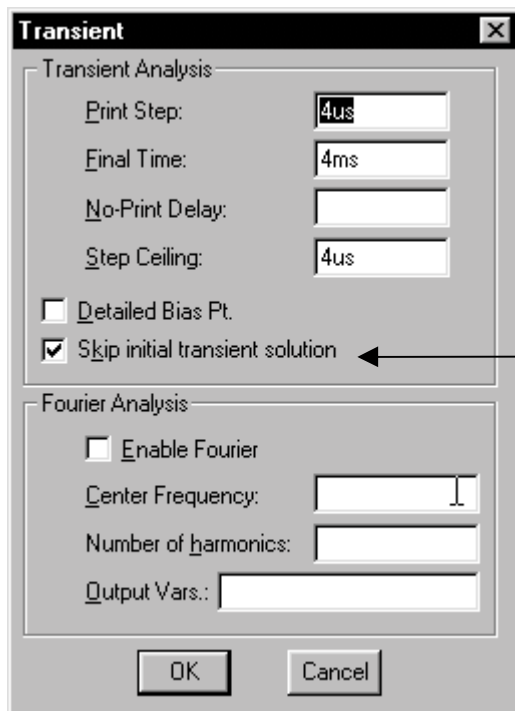 Transient
Transient Analysis
Print Step: 4us
Final Time: 4ms
No-Print Delay:
Step Ceiling: 4us
Detailed Bias Pt.
Skip initial transient solution
Fourier Analysis
Enable Fourier
Center Frequency:
Number of harmonics:
Output Vars.:
OK Cancel